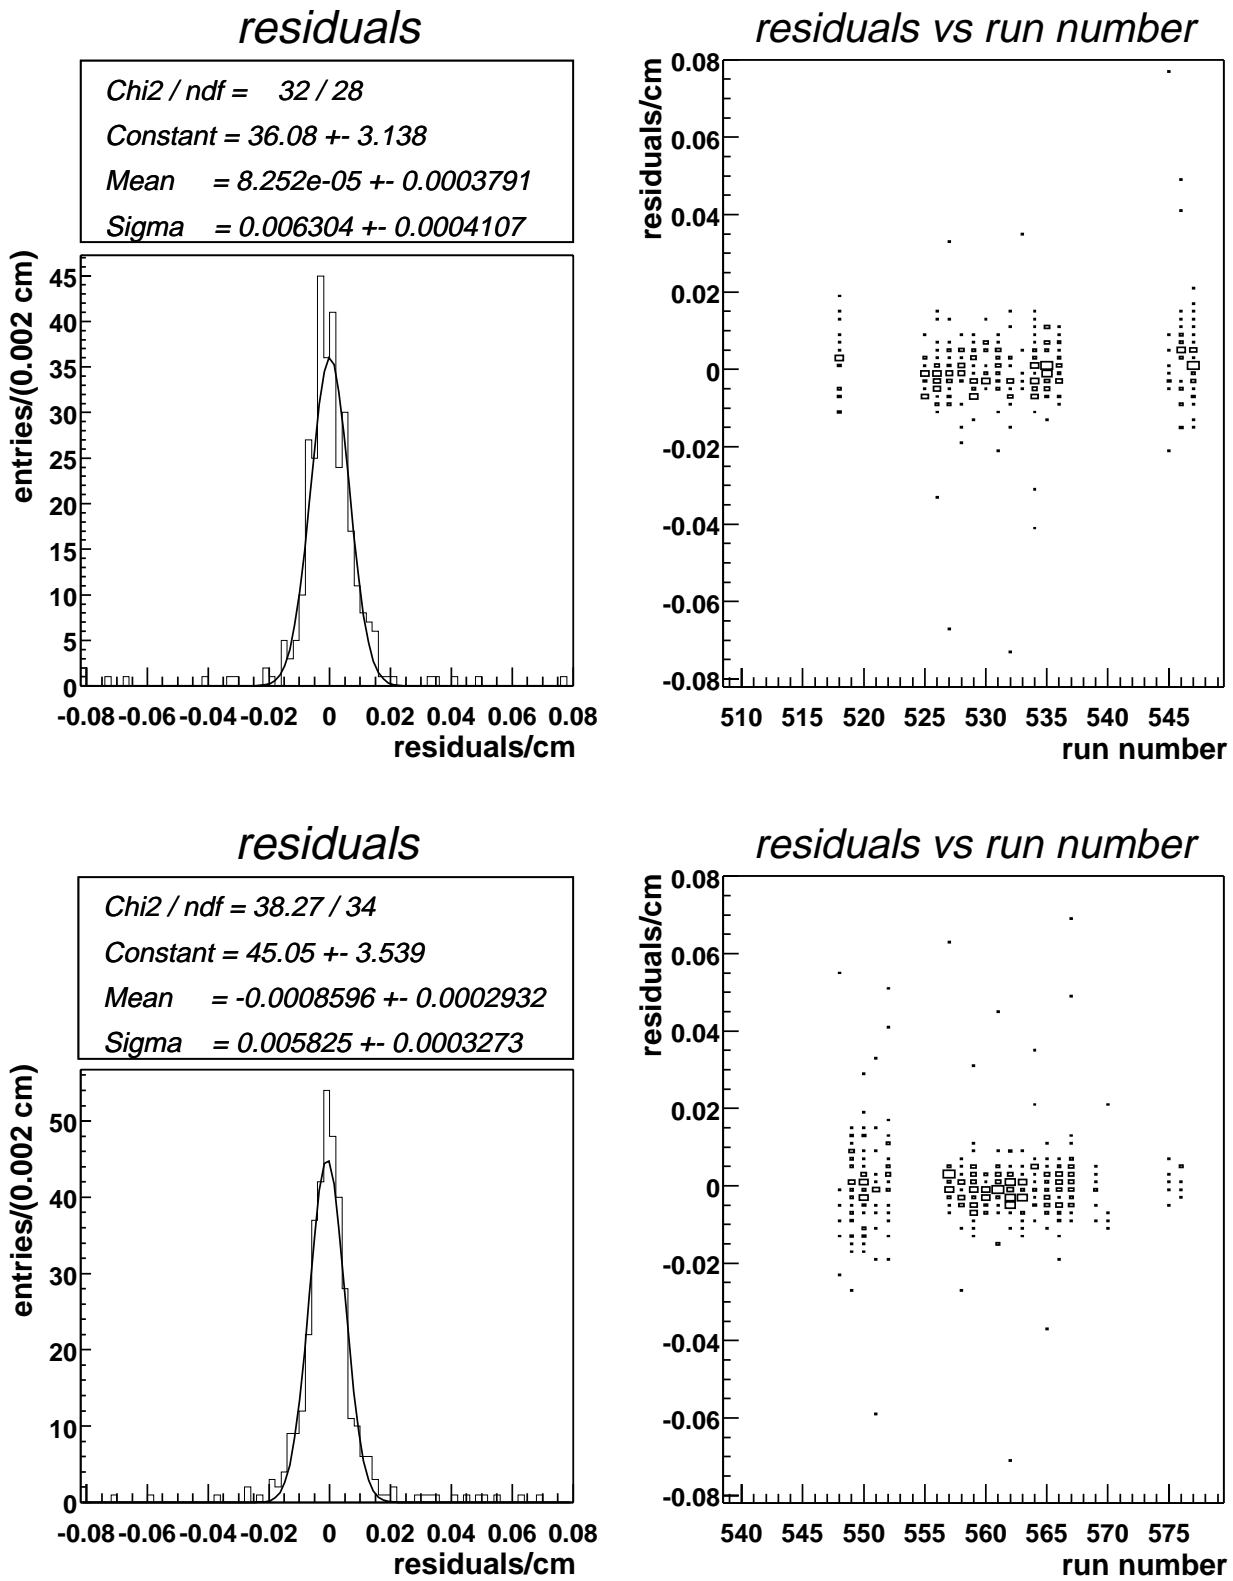 residuals
Chi2 / ndf = 32 / 28
Constant = 36.08 +- 3.138
Mean = 8.252e-05 +- 0.0003791
Sigma = 0.006304 +- 0.0004107
entries/(0.002 cm)
45
40
35
30
25
20
15
10
5
0
-0.08 -0.06 -0.04 -0.02 0 0.02 0.04 0.06 0.08
residuals/cm
residuals vs run number
residuals/cm
0.08
0.06
0.04
0.02
0
-0.02
-0.04
-0.06
-0.08
510 515 520 525 530 535 540 545
run number
residuals
Chi2 / ndf = 38.27 / 34
Constant = 45.05 +- 3.539
Mean = -0.0008596 +- 0.0002932
Sigma = 0.005825 +- 0.0003273
entries/(0.002 cm)
50
40
30
20
10
0
-0.08 -0.06 -0.04 -0.02 0 0.02 0.04 0.06 0.08
residuals/cm
residuals vs run number
residuals/cm
0.08
0.06
0.04
0.02
0
-0.02
-0.04
-0.06
-0.08
540 545 550 555 560 565 570 575
run number